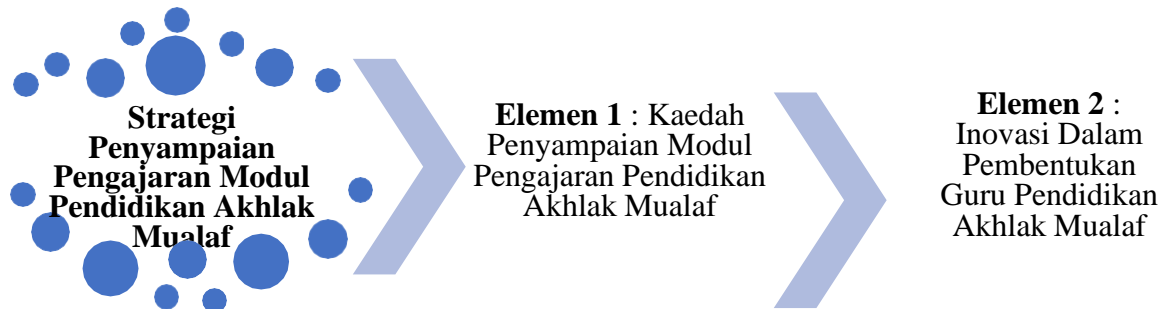 Strategi
Penyampaian
Pengajaran Modul
Pendidikan Akhlak
Mualaf
Elemen 1 : Kaedah
Penyampaian Modul
Pengajaran Pendidikan
Akhlak Mualaf
Elemen 2 :
Inovasi Dalam
Pembentukan
Guru Pendidikan
Akhlak Mualaf